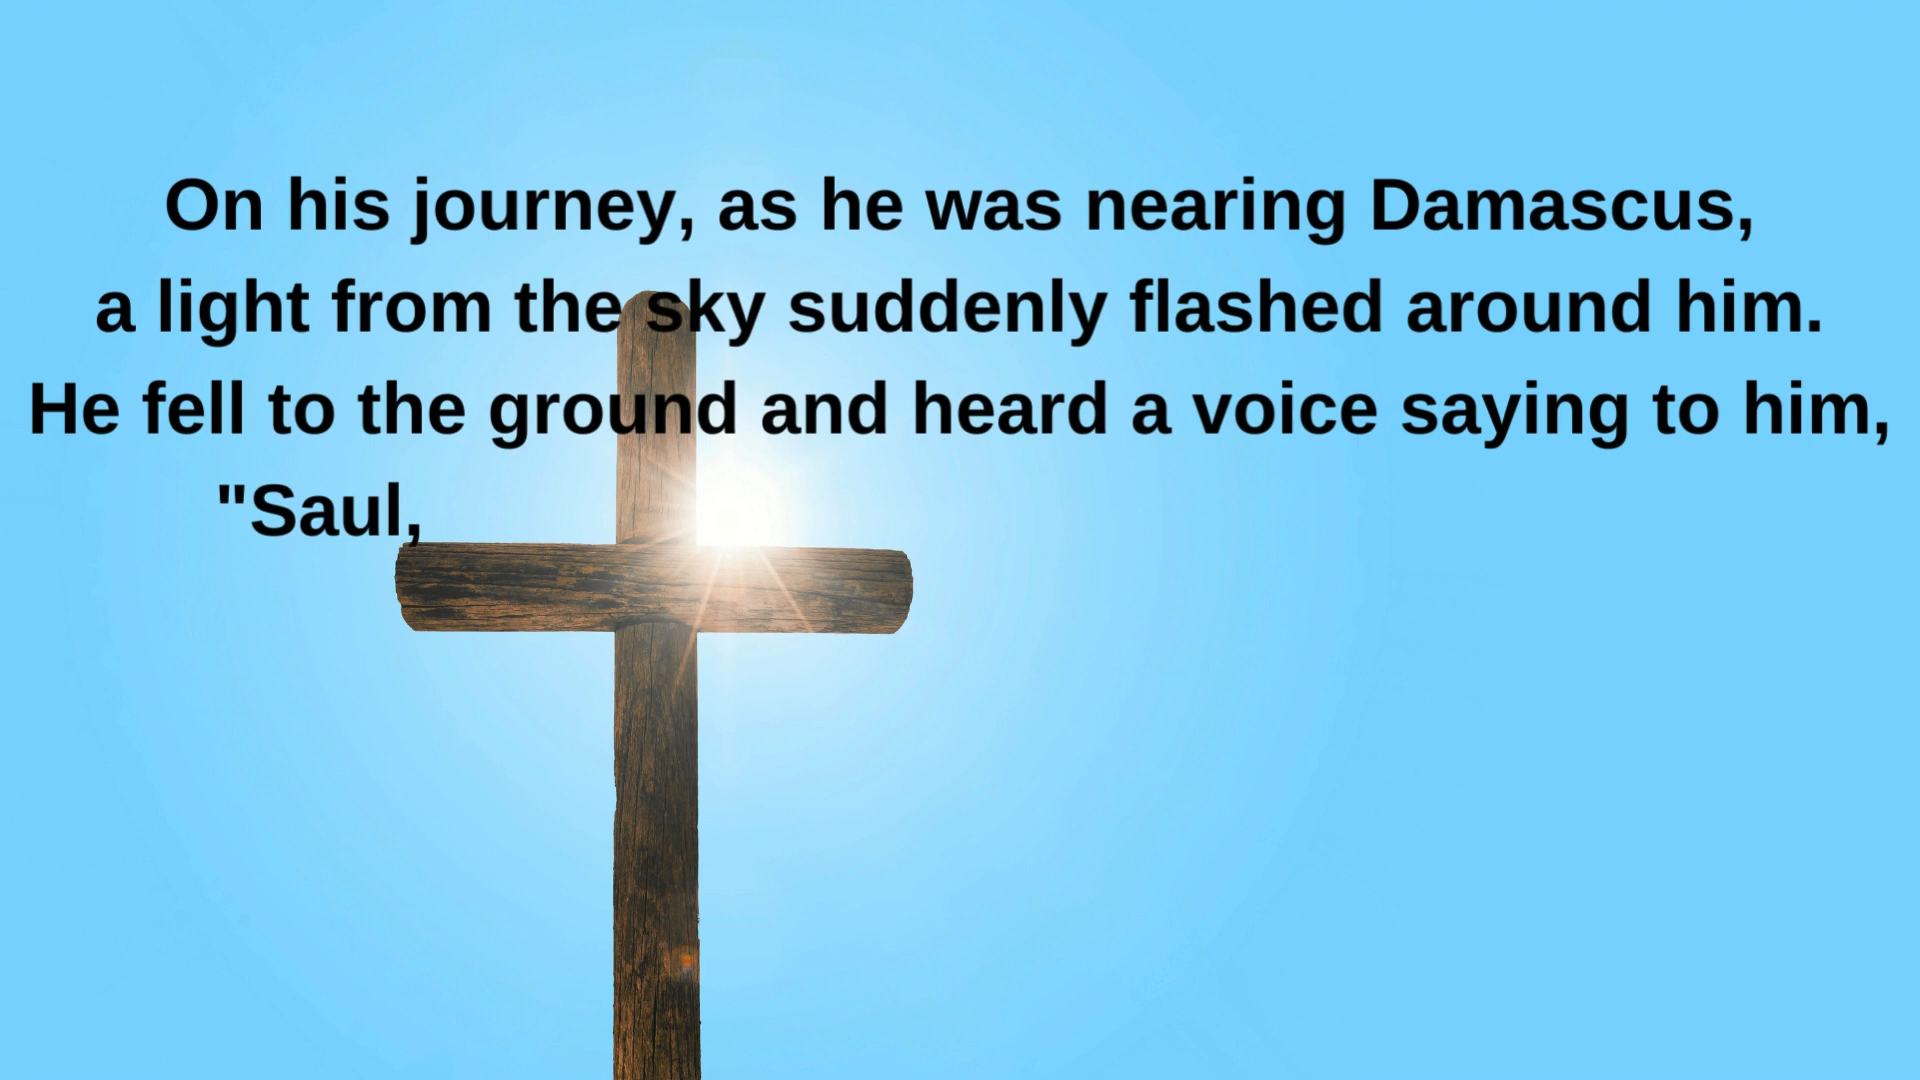 On his journey, as he was nearing Damascus,
a light from the sky suddenly flashed around him.
He fell to the ground and heard a voice saying to him,
"Saul,